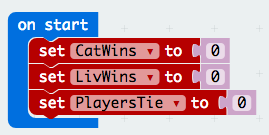 on start
set CatWins ▾ to 0
set LivWins ▾ to 0
set PlayersTie ▾ to 0